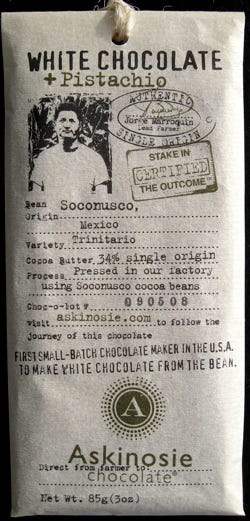 WHITE CHOCOLATE
+ Pistachio
AUTHENTIC
Jorge Marroquin
Lead Farmer
SINGLE ORIGIN
STAKE IN
CERTIFIED
THE OUTCOME
Bean Origin Soconusco,
Mexico
Variety Trinitario
Cocoa Butter 34% single origin
Process Pressed in our factory
using Soconusco cocoa beans
Choc-o-lot# 090508
Visit askinosie.com to follow the
journey of this chocolate
FIRST SMALL-BATCH CHOCOLATE MAKER IN THE U.S.A.
TO MAKE WHITE CHOCOLATE FROM THE BEAN.
A
Askinosie
Direct from farmer to
chocolate®
Net Wt. 85g(3oz)